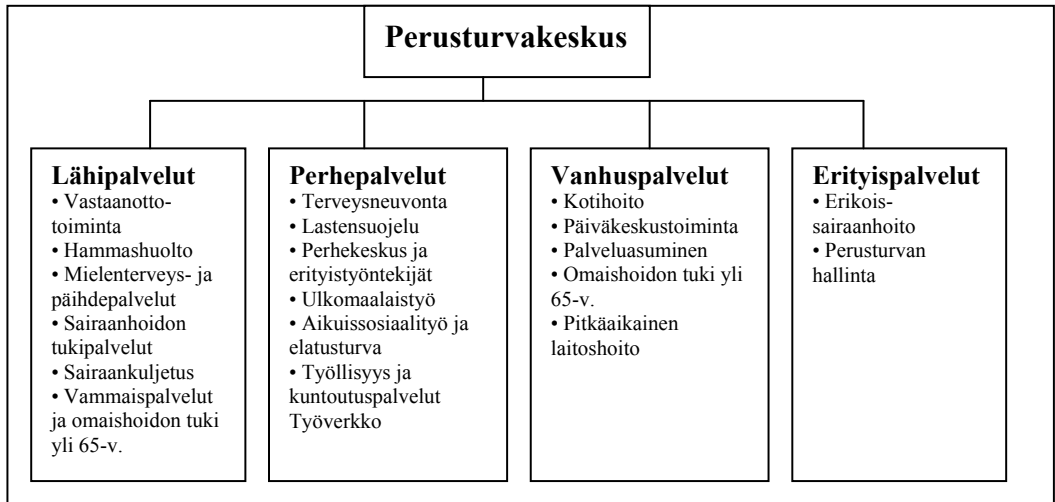 Perusturvakeskus
Lähipalvelut
• Vastaanotto-
toiminta
• Hammashuolto
• Mielenterveys- ja
päihdepalvelut
• Sairaanhoidon
tukipalvelut
• Sairaankuljetus
• Vammaispalvelut
ja omaishoidon tuki
yli 65-v.
Perhepalvelut
• Terveysneuvonta
• Lastensuojelu
• Perhekeskus ja
erityistyöntekijät
• Ulkomaalaistyö
• Aikuissosiaalityö ja
elatusturva
• Työllisyys ja
kuntoutuspalvelut
Työverkko
Vanhuspalvelut
• Kotihoito
• Päiväkeskustoiminta
• Palveluasuminen
• Omaishoidon tuki yli
65-v.
• Pitkäaikainen
laitoshoito
Erityispalvelut
• Erikois-
sairaanhoito
• Perusturvan
hallinta